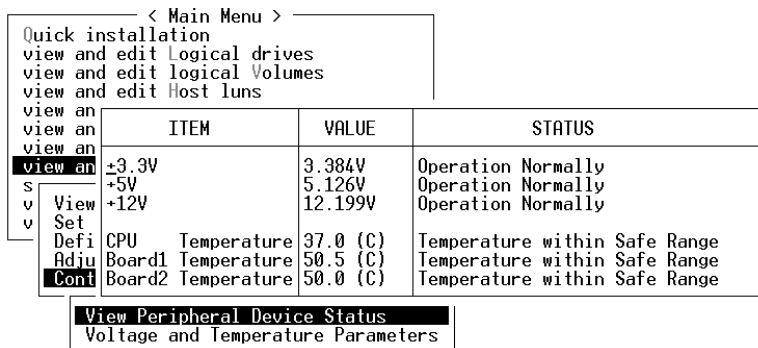 < Main Menu >
Quick installation
view and edit Logical drives
view and edit logical Volumes
view and edit Host luns
view an
view an
view an
view an
s
v View
v Set
Defi
Adju
Cont
ITEM VALUE STATUS
+3.3V 3.384V Operation Normally
+5V 5.126V Operation Normally
+12V 12.199V Operation Normally
CPU Temperature 37.0 (C) Temperature within Safe Range
Board1 Temperature 50.5 (C) Temperature within Safe Range
Board2 Temperature 50.0 (C) Temperature within Safe Range
View Peripheral Device Status
Voltage and Temperature Parameters